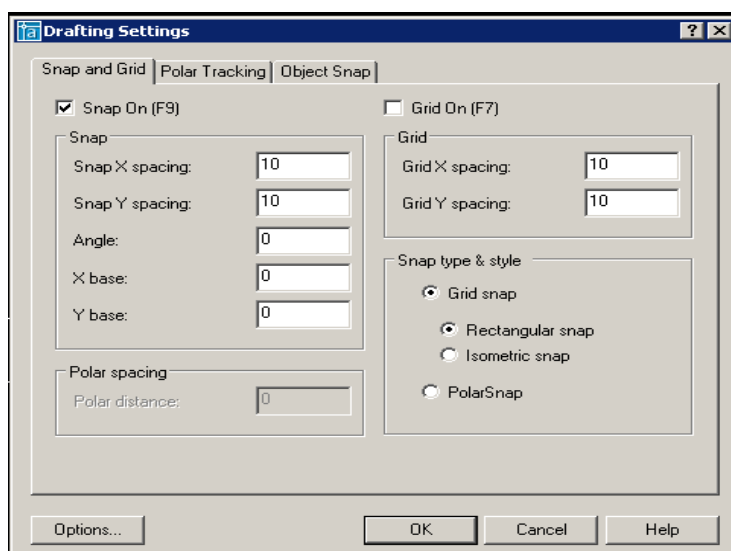 Drafting Settings
Snap and Grid Polar Tracking Object Snap
Snap On (F9)
Snap
Snap X spacing: 10
Snap Y spacing: 10
Angle: 0
X base: 0
Y base: 0
Polar spacing
Polar distance: 0
Grid On (F7)
Grid
Grid X spacing: 10
Grid Y spacing: 10
Snap type & style
Grid snap
Rectangular snap
Isometric snap
PolarSnap
Options... OK Cancel Help